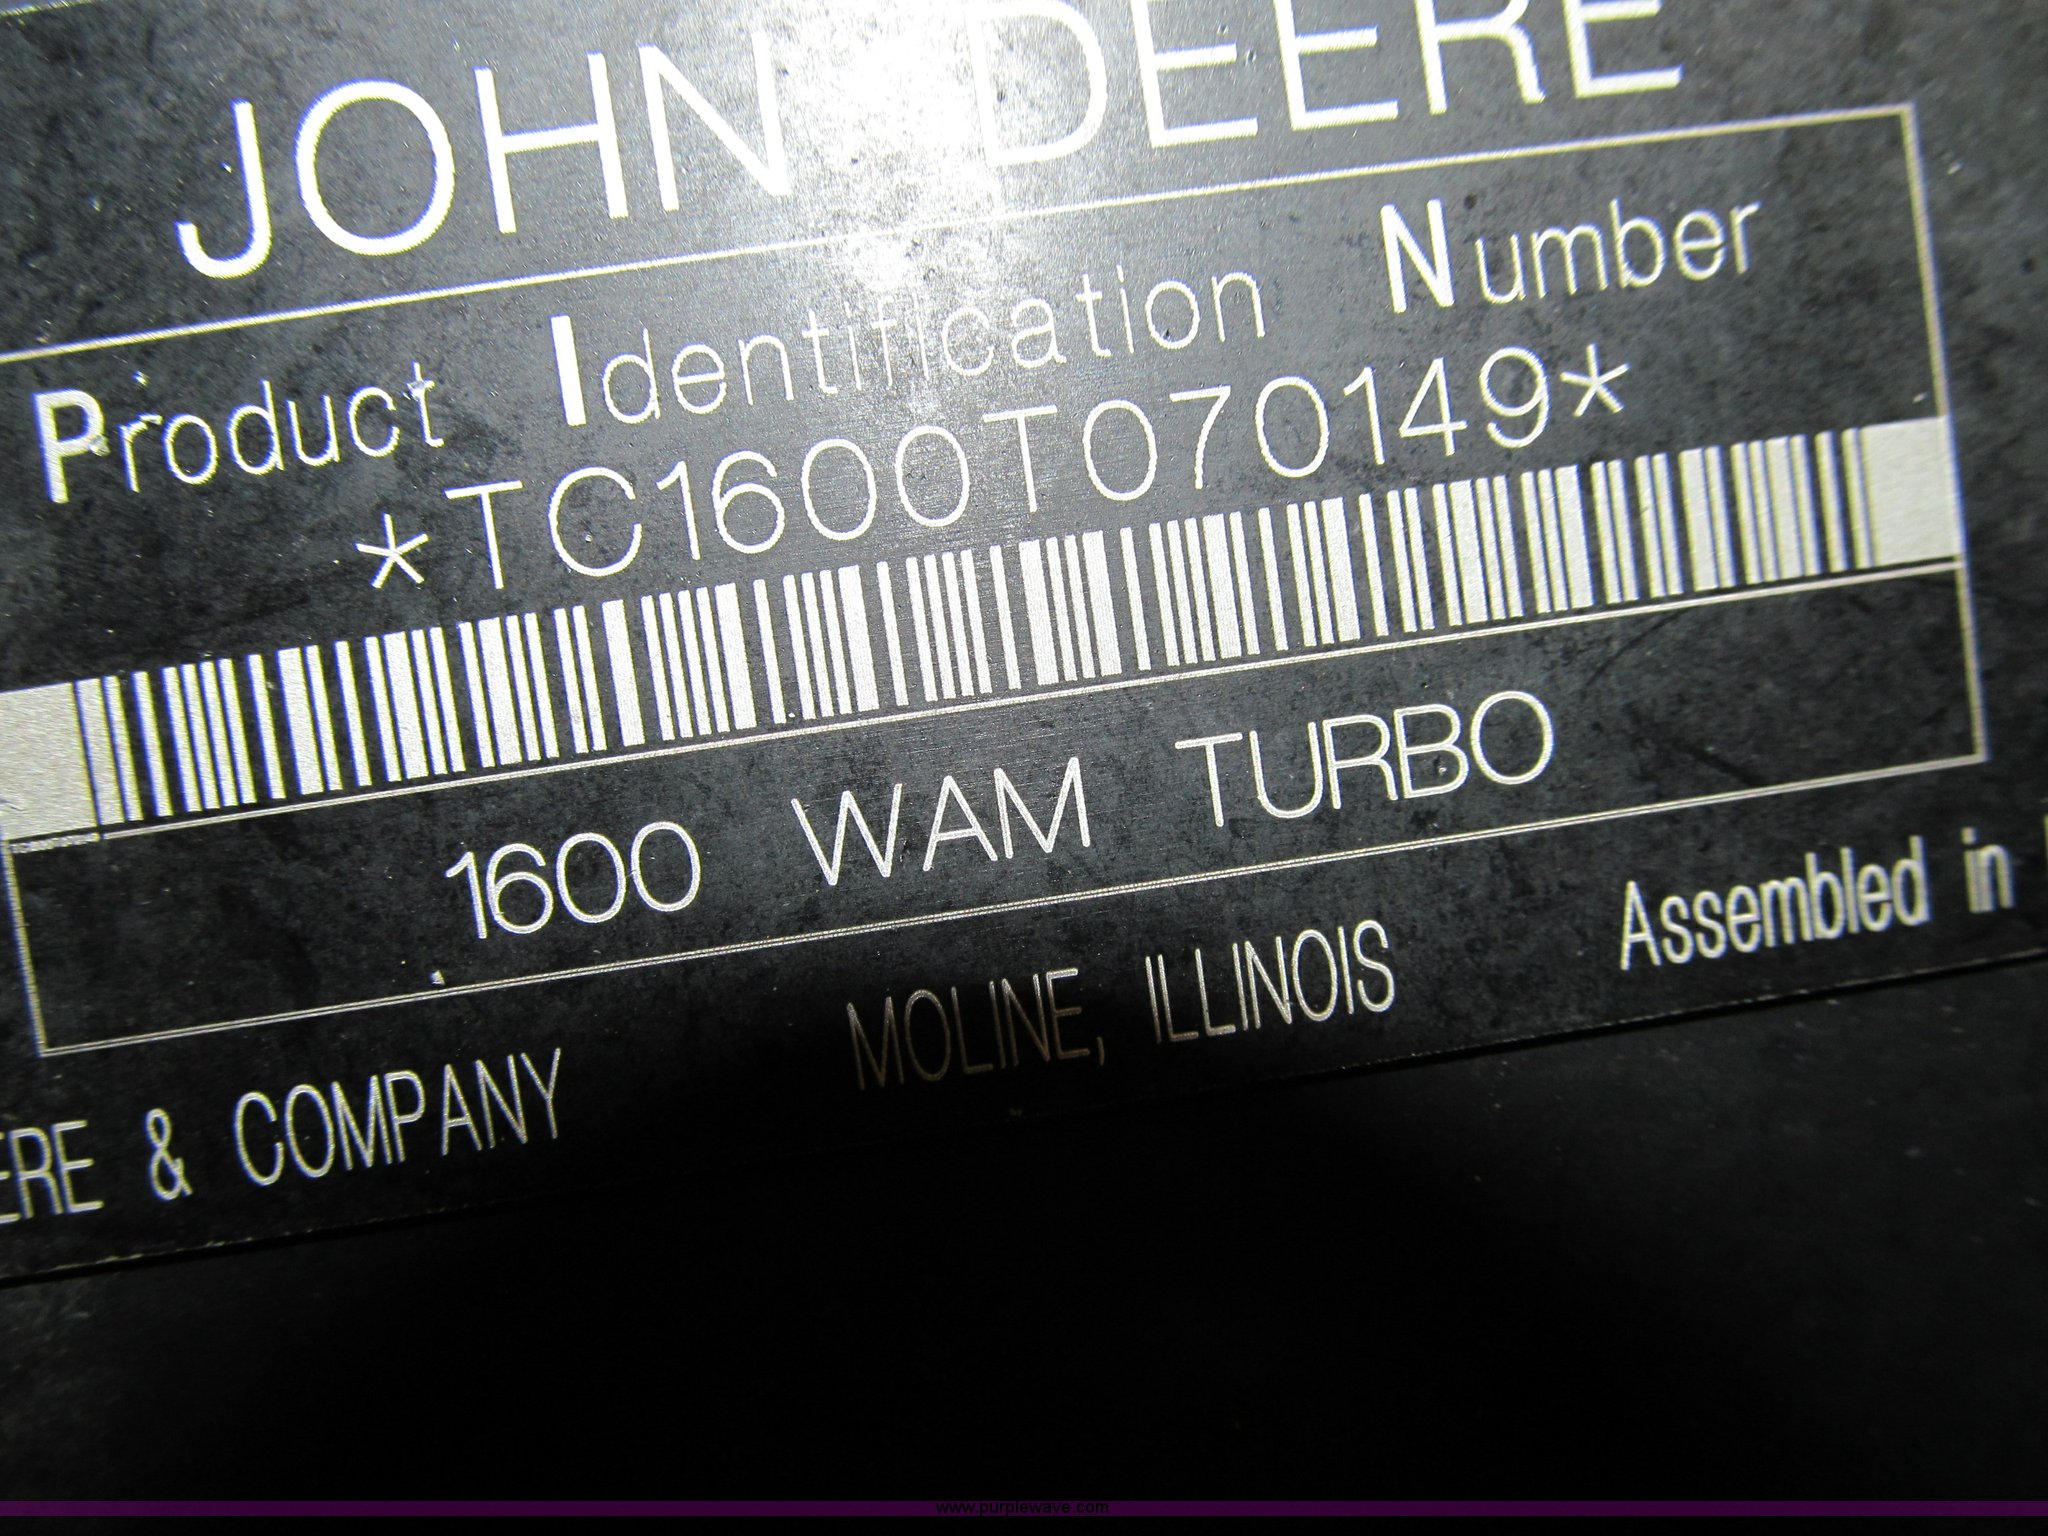 JOHN DEERE
Product Identification Number
*TC1600T070149*
1600 WAM TURBO
ERE & COMPANY MOLINE, ILLINOIS Assembled in
www.purplewave.com